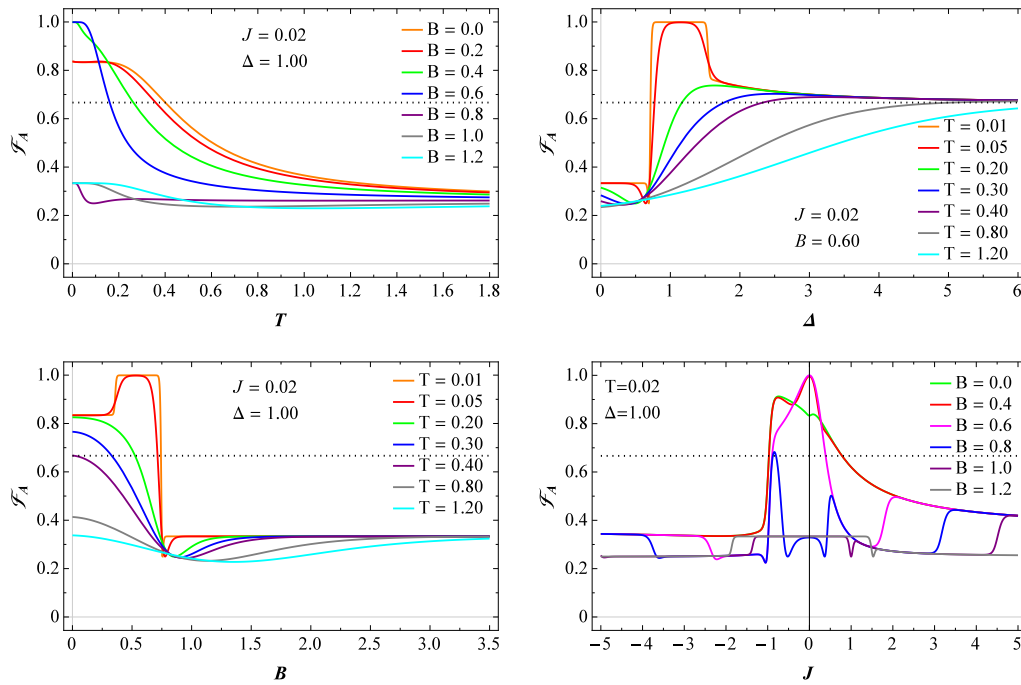 J = 0.02
Δ = 1.00
B = 0.0
B = 0.2
B = 0.4
B = 0.6
B = 0.8
B = 1.0
B = 1.2
1.0
0.8
0.6
0.4
0.2
0
ℱA
0 0.2 0.4 0.6 0.8 1.0 1.2 1.4 1.6 1.8
T
T = 0.01
T = 0.05
T = 0.20
T = 0.30
T = 0.40
T = 0.80
T = 1.20
J = 0.02
B = 0.60
1.0
0.8
0.6
0.4
0.2
0
ℱA
0 1 2 3 4 5 6
Δ
J = 0.02
Δ = 1.00
T = 0.01
T = 0.05
T = 0.20
T = 0.30
T = 0.40
T = 0.80
T = 1.20
1.0
0.8
0.6
0.4
0.2
0
ℱA
0 0.5 1.0 1.5 2.0 2.5 3.0 3.5
B
T=0.02
Δ=1.00
B = 0.0
B = 0.4
B = 0.6
B = 0.8
B = 1.0
B = 1.2
1.0
0.8
0.6
0.4
0.2
0
ℱA
−5 −4 −3 −2 −1 0 1 2 3 4 5
J